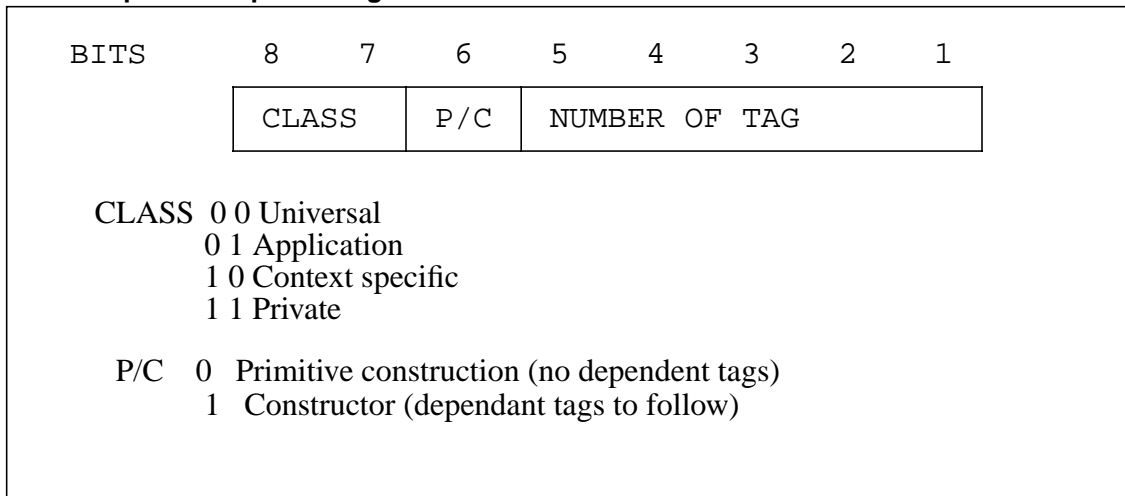 BITS 8 7 6 5 4 3 2 1
CLASS P/C NUMBER OF TAG
CLASS 0 0 Universal
0 1 Application
1 0 Context specific
1 1 Private
P/C 0 Primitive construction (no dependent tags)
1 Constructor (dependant tags to follow)